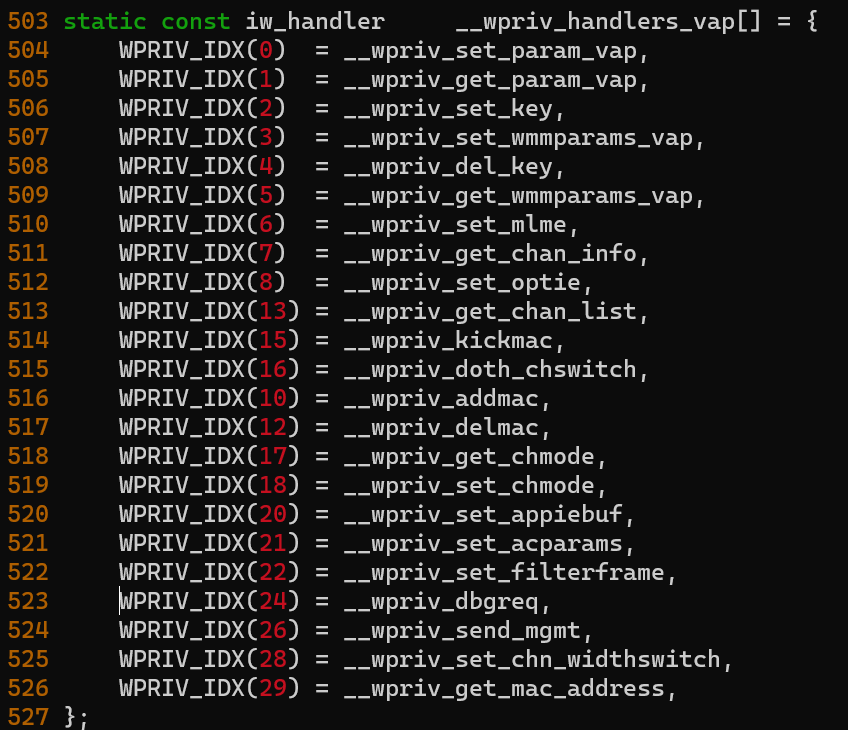 503 static const iw_handler     __wpriv_handlers_vap[] = {
504     WPRIV_IDX(0)  = __wpriv_set_param_vap,
505     WPRIV_IDX(1)  = __wpriv_get_param_vap,
506     WPRIV_IDX(2)  = __wpriv_set_key,
507     WPRIV_IDX(3)  = __wpriv_set_wmmparams_vap,
508     WPRIV_IDX(4)  = __wpriv_del_key,
509     WPRIV_IDX(5)  = __wpriv_get_wmmparams_vap,
510     WPRIV_IDX(6)  = __wpriv_set_mlme,
511     WPRIV_IDX(7)  = __wpriv_get_chan_info,
512     WPRIV_IDX(8)  = __wpriv_set_optie,
513     WPRIV_IDX(13) = __wpriv_get_chan_list,
514     WPRIV_IDX(15) = __wpriv_kickmac,
515     WPRIV_IDX(16) = __wpriv_doth_chswitch,
516     WPRIV_IDX(10) = __wpriv_addmac,
517     WPRIV_IDX(12) = __wpriv_delmac,
518     WPRIV_IDX(17) = __wpriv_get_chmode,
519     WPRIV_IDX(18) = __wpriv_set_chmode,
520     WPRIV_IDX(20) = __wpriv_set_appiebuf,
521     WPRIV_IDX(21) = __wpriv_set_acparams,
522     WPRIV_IDX(22) = __wpriv_set_filterframe,
523     WPRIV_IDX(24) = __wpriv_dbgreq,
524     WPRIV_IDX(26) = __wpriv_send_mgmt,
525     WPRIV_IDX(28) = __wpriv_set_chn_widthswitch,
526     WPRIV_IDX(29) = __wpriv_get_mac_address,
527 };